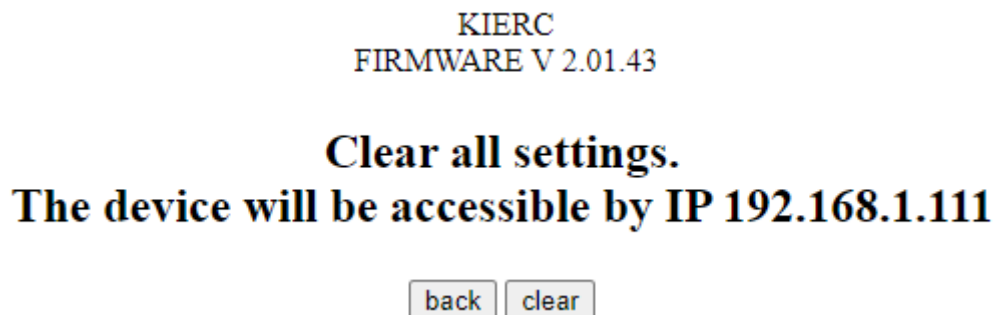 KIERC
FIRMWARE V 2.01.43
Clear all settings.
The device will be accessible by IP 192.168.1.111
back clear